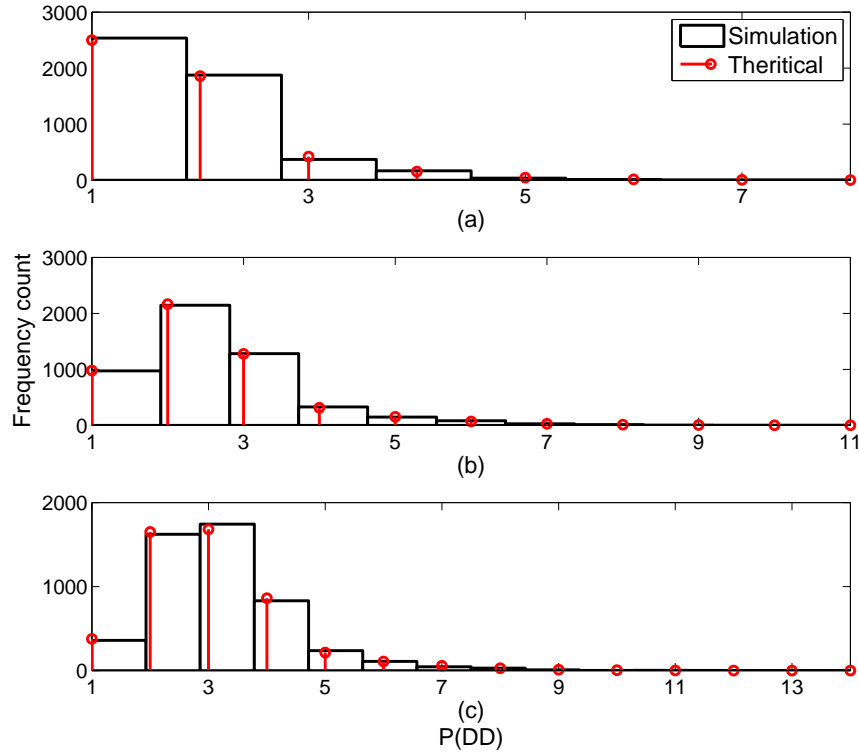 3000
2000
1000
0
Simulation
Theritical
1 3 5 7
(a)
Frequency count
3000
2000
1000
0
1 3 5 7 9 11
(b)
2000
1000
0
1 3 5 7 9 11 13
(c)
P(DD)